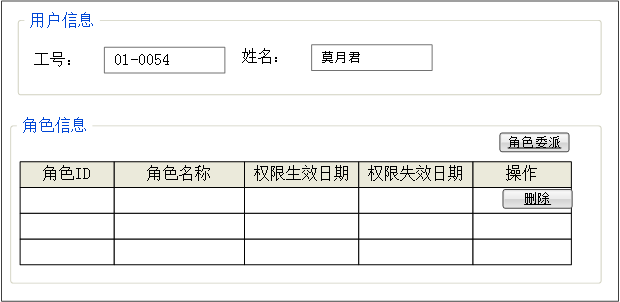 用户信息
工号： 01-0054 姓名： 莫月君
角色信息
角色委派
角色ID 角色名称 权限生效日期 权限失效日期 操作
删除